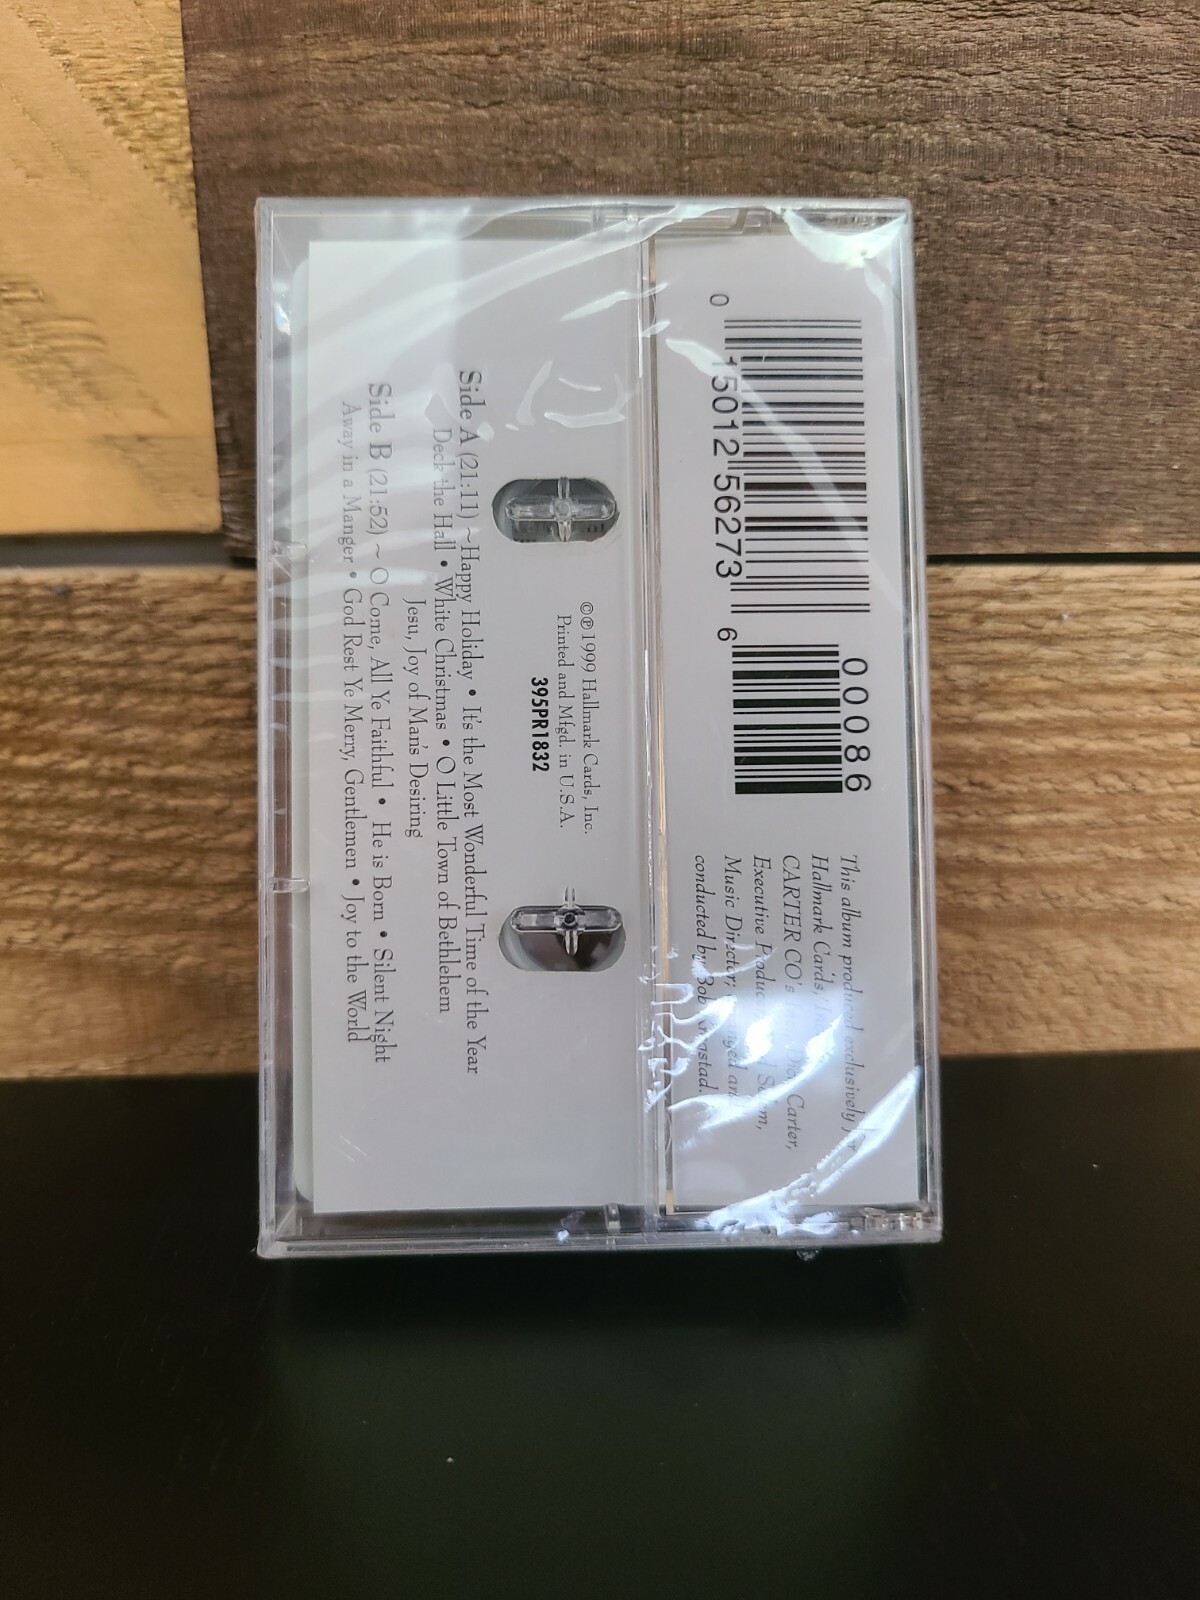 0 15012 56273 6
00086
This album produced exclusively for
Hallmark Cards,
CARTER CO's Carter,
Executive
Music Director; and
conducted by Bob
©℗1999 Hallmark Cards, Inc.
Printed and Mfgd. in U.S.A.
395PR1832
Side A (21:11) ~ Happy Holiday • It's the Most Wonderful Time of the Year
Deck the Hall • White Christmas • O Little Town of Bethlehem
Jesu, Joy of Man's Desiring
Side B (21:52) ~ O Come, All Ye Faithful • He is Born • Silent Night
Away in a Manger • God Rest Ye Merry, Gentlemen • Joy to the World